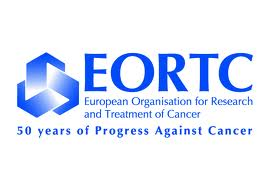 EORTC
European Organisation for Research
and Treatment of Cancer
50 years of Progress Against Cancer